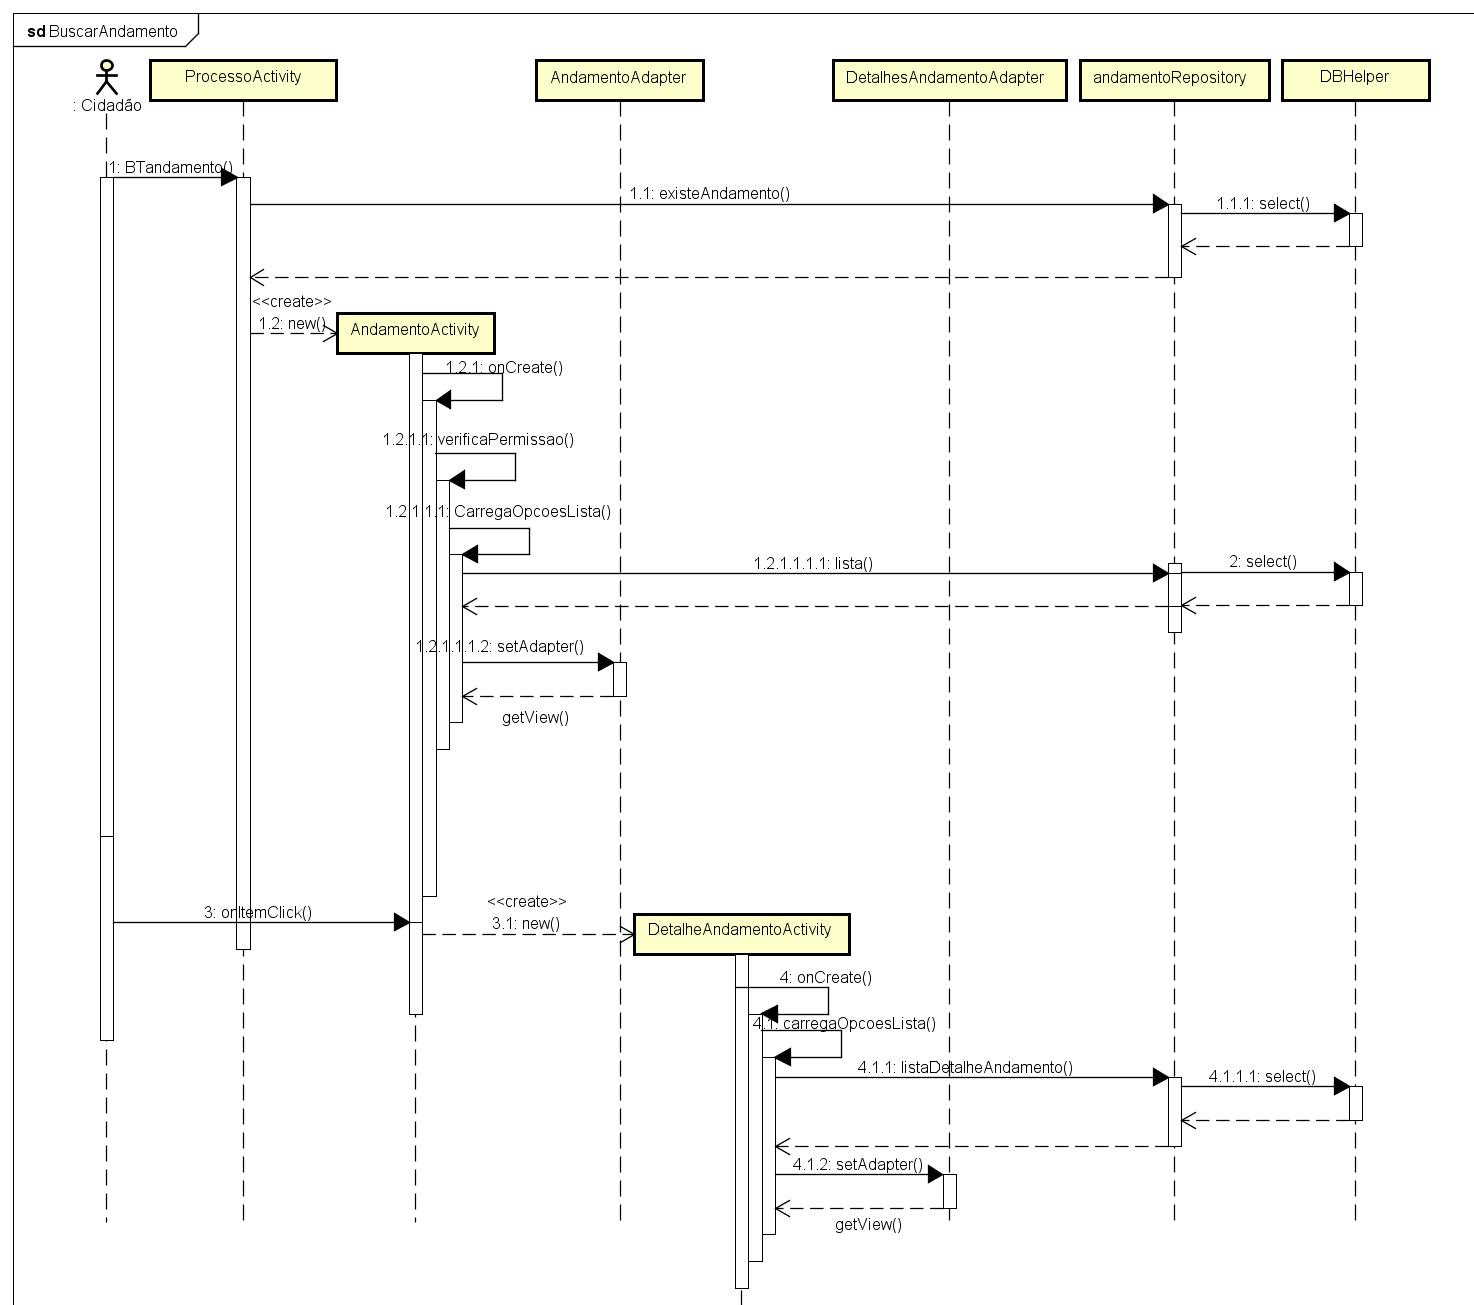 sd BuscarAndamento
: Cidadão
ProcessoActivity
AndamentoAdapter
DetalhesAndamentoAdapter
andamentoRepository
DBHelper
1: BTandamento()
1.1: existeAndamento()
1.1.1: select()
<<create>>
1.2: new()
AndamentoActivity
1.2.1: onCreate()
1.2.1.1: verificaPermissao()
1.2.1.1.1: CarregaOpcoesLista()
1.2.1.1.1.1: lista()
2: select()
1.2.1.1.1.2: setAdapter()
getView()
3: onItemClick()
<<create>>
3.1: new()
DetalheAndamentoActivity
4: onCreate()
4.1: carregaOpcoesLista()
4.1.1: listaDetalheAndamento()
4.1.1.1: select()
4.1.2: setAdapter()
getView()